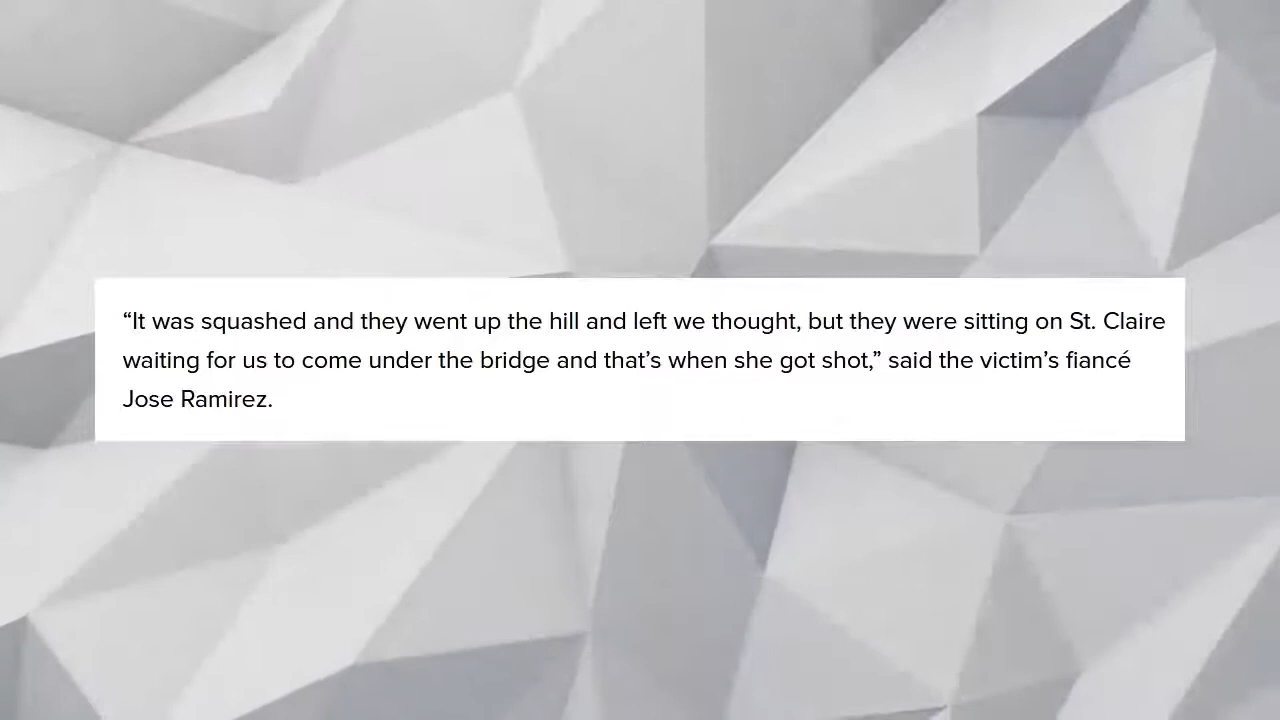 “It was squashed and they went up the hill and left we thought, but they were sitting on St. Claire
waiting for us to come under the bridge and that’s when she got shot,” said the victim’s fiancé
Jose Ramirez.